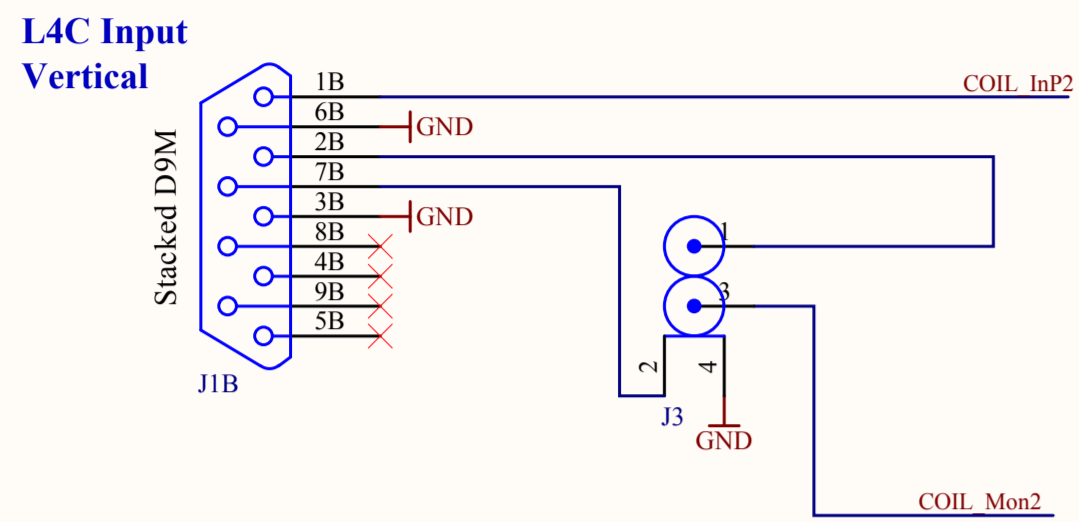 L4C Input
Vertical
Stacked D9M
1B
COIL_InP2
6B
GND
2B
7B
3B
GND
8B
4B
9B
5B
J1B
1
3
2
4
J3
GND
COIL_Mon2